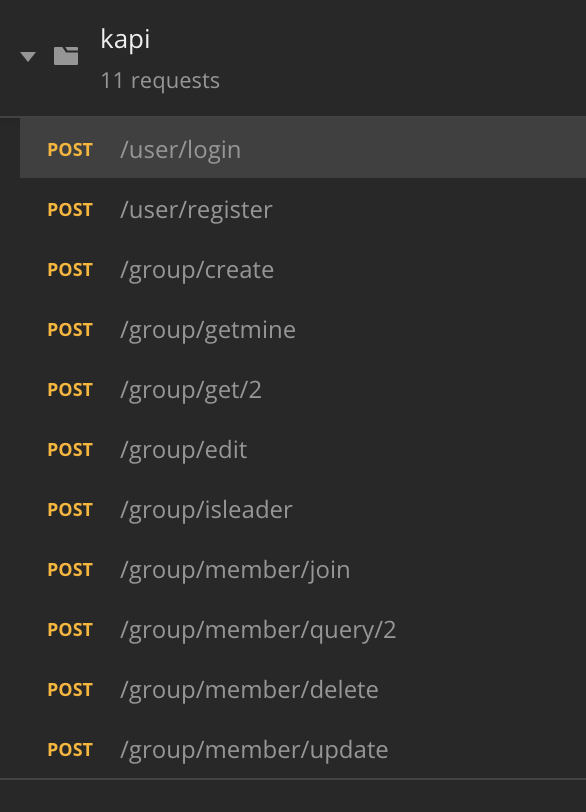 kapi
11 requests
POST /user/login
POST /user/register
POST /group/create
POST /group/getmine
POST /group/get/2
POST /group/edit
POST /group/isleader
POST /group/member/join
POST /group/member/query/2
POST /group/member/delete
POST /group/member/update